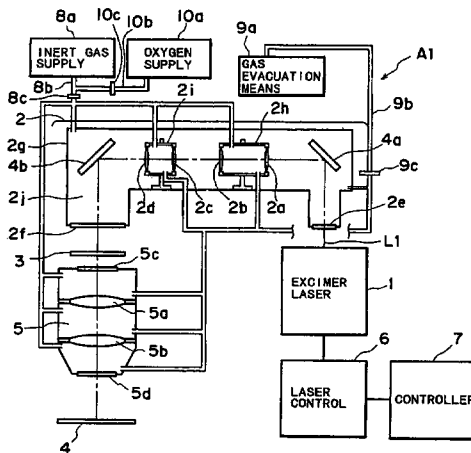 10c
8a
10b
10a
INERT GAS
SUPPLY
OXYGEN
SUPPLY
9a
GAS
EVACUATION
MEANS
A1
8b
8c
2i
2
2h
9b
2g
4a
4b
9c
2j
2d
2c
2b
2a
2f
2e
3
5c
L1
EXCIMER
LASER
1
5
5a
5b
6
7
5d
LASER
CONTROL
CONTROLLER
4